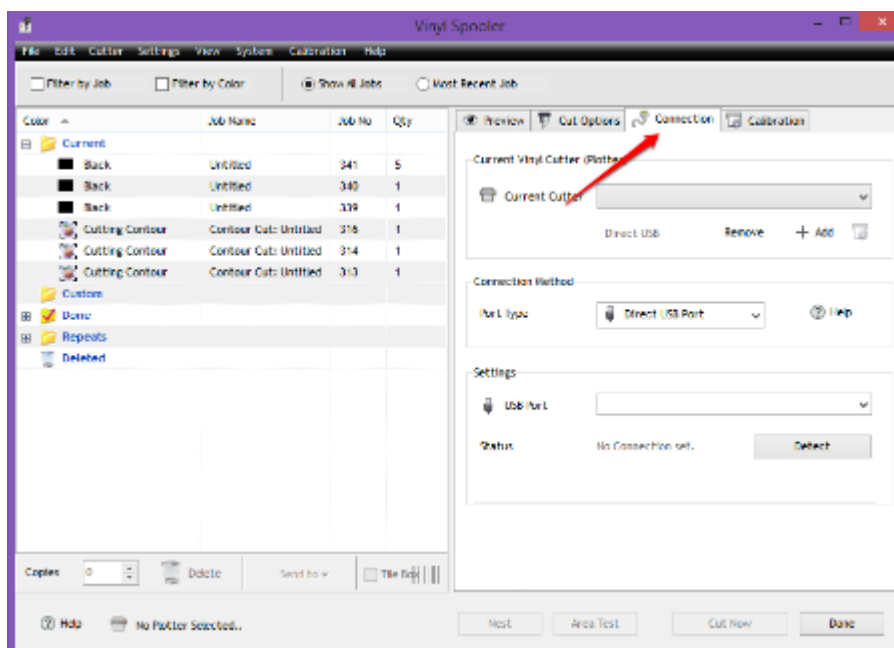 Vinyl Spooler
File Edit Cutter Settings View System Calibration Help
Filter by Job Filter by Color Show All Jobs Most Recent Job
Color Job Name Job No Qty
Current
Back Untitled 341 5
Back Untitled 340 1
Back Untitled 339 1
Cutting Contour Contour Cut: Untitled 316 1
Cutting Contour Contour Cut: Untitled 314 1
Cutting Contour Contour Cut: Untitled 313 1
Custom
Done
Repeats
Deleted
Preview Cut Options Connection Calibration
Current Vinyl Cutter (Plotter
Current Cutter
Direct USB Remove + Add
Connection Method
Port Type Direct USB Port Help
Settings
USB Port
Status No Connection set. Detect
Copies 0 Delete Send to Tile Box
Help No Plotter Selected.. Nest Area Test Cut Now Done